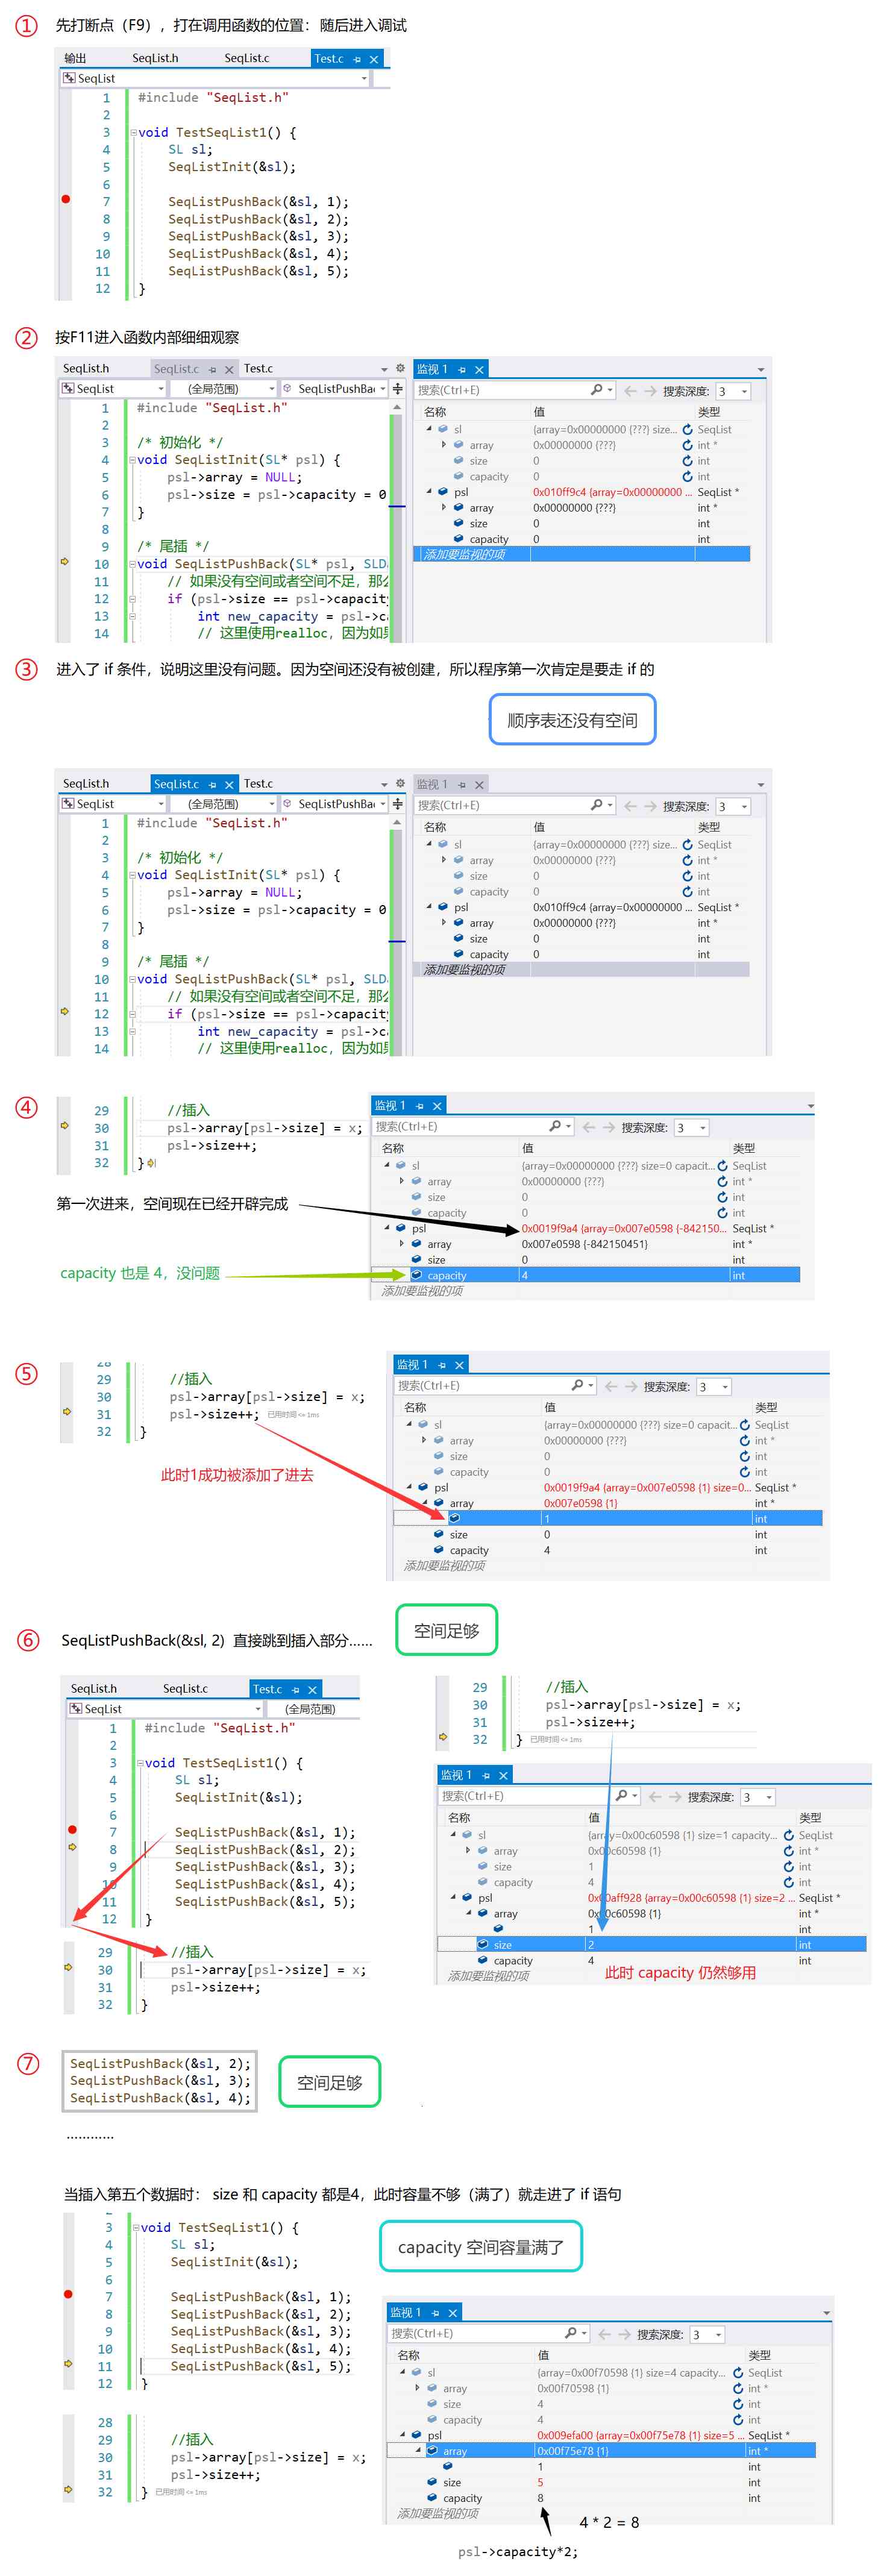 ① 先打断点（F9），打在调用函数的位置：随后进入调试
输出 SeqList.h SeqList.c Test.c
SeqList
1 #include "SeqList.h"
2
3 void TestSeqList1() {
4 SL sl;
5 SeqListInit(&sl);
6
7 SeqListPushBack(&sl, 1);
8 SeqListPushBack(&sl, 2);
9 SeqListPushBack(&sl, 3);
10 SeqListPushBack(&sl, 4);
11 SeqListPushBack(&sl, 5);
12 }
② 按F11进入函数内部细细观察
SeqList.h SeqList.c Test.c
SeqList (全局范围) SeqListPushBa
1 #include "SeqList.h"
2
3 /* 初始化 */
4 void SeqListInit(SL* psl) {
5 psl->array = NULL;
6 psl->size = psl->capacity = 0
7 }
8
9 /* 尾插 */
10 void SeqListPushBack(SL* psl, SLD
11 // 如果没有空间或者空间不足，那么
12 if (psl->size == psl->capacity
13 int new_capacity = psl->ca
14 // 这里使用realloc，因为如果
监视 1
搜索(Ctrl+E) 搜索深度: 3
名称 值 类型
sl {array=0x00000000 {???} size... SeqList
array 0x00000000 {???} int *
size 0 int
capacity 0 int
psl 0x010ff9c4 {array=0x00000000 ... SeqList *
array 0x00000000 {???} int *
size 0 int
capacity 0 int
添加要监视的项
③ 进入了 if 条件，说明这里没有问题。因为空间还没有被创建，所以程序第一次肯定是要走 if 的
顺序表还没有空间
SeqList.h SeqList.c Test.c
SeqList (全局范围) SeqListPushBa
1 #include "SeqList.h"
2
3 /* 初始化 */
4 void SeqListInit(SL* psl) {
5 psl->array = NULL;
6 psl->size = psl->capacity = 0
7 }
8
9 /* 尾插 */
10 void SeqListPushBack(SL* psl, SLD
11 // 如果没有空间或者空间不足，那么
12 if (psl->size == psl->capacity
13 int new_capacity = psl->ca
14 // 这里使用realloc，因为如果
监视 1
搜索(Ctrl+E) 搜索深度: 3
名称 值 类型
sl {array=0x00000000 {???} size... SeqList
array 0x00000000 {???} int *
size 0 int
capacity 0 int
psl 0x010ff9c4 {array=0x00000000 ... SeqList *
array 0x00000000 {???} int *
size 0 int
capacity 0 int
添加要监视的项
④
29 //插入
30 psl->array[psl->size] = x;
31 psl->size++;
32 }
第一次进来，空间现在已经开辟完成
capacity 也是 4，没问题
监视 1
搜索(Ctrl+E) 搜索深度: 3
名称 值 类型
sl {array=0x00000000 {???} size=0 capacit... SeqList
array 0x00000000 {???} int *
size 0 int
capacity 0 int
psl 0x0019f9a4 {array=0x007e0598 {-842150... SeqList *
array 0x007e0598 {-842150451} int *
size 0 int
capacity 4 int
添加要监视的项
⑤
28
29 //插入
30 psl->array[psl->size] = x;
31 psl->size++; 已用时间 <= 1ms
32 }
此时1成功被添加了进去
监视 1
搜索(Ctrl+E) 搜索深度: 3
名称 值 类型
sl {array=0x00000000 {???} size=0 capacit... SeqList
array 0x00000000 {???} int *
size 0 int
capacity 0 int
psl 0x0019f9a4 {array=0x007e0598 {1} size=0... SeqList *
array 0x007e0598 {1} int *
1 int
size 0 int
capacity 4 int
添加要监视的项
⑥ SeqListPushBack(&sl, 2) 直接跳到插入部分......
空间足够
SeqList.h SeqList.c Test.c
SeqList (全局范围)
1 #include "SeqList.h"
2
3 void TestSeqList1() {
4 SL sl;
5 SeqListInit(&sl);
6
7 SeqListPushBack(&sl, 1);
8 SeqListPushBack(&sl, 2);
9 SeqListPushBack(&sl, 3);
10 SeqListPushBack(&sl, 4);
11 SeqListPushBack(&sl, 5);
12 }
29 //插入
30 psl->array[psl->size] = x;
31 psl->size++;
32 }
29 //插入
30 psl->array[psl->size] = x;
31 psl->size++;
32 } 已用时间 <= 1ms
监视 1
搜索(Ctrl+E) 搜索深度: 3
名称 值 类型
sl {array=0x00c60598 {1} size=1 capacity... SeqList
array 0x00c60598 {1} int *
size 1 int
capacity 4 int
psl 0x00aff928 {array=0x00c60598 {1} size=2 ... SeqList *
array 0x00c60598 {1} int *
1 int
size 2 int
capacity 4 int
添加要监视的项
此时 capacity 仍然够用
⑦
SeqListPushBack(&sl, 2);
SeqListPushBack(&sl, 3);
SeqListPushBack(&sl, 4);
空间足够
............
当插入第五个数据时： size 和 capacity 都是4，此时容量不够（满了）就走进了 if 语句
3 void TestSeqList1() {
4 SL sl;
5 SeqListInit(&sl);
6
7 SeqListPushBack(&sl, 1);
8 SeqListPushBack(&sl, 2);
9 SeqListPushBack(&sl, 3);
10 SeqListPushBack(&sl, 4);
11 SeqListPushBack(&sl, 5);
12 }
capacity 空间容量满了
28
29 //插入
30 psl->array[psl->size] = x;
31 psl->size++;
32 } 已用时间 <= 1ms
监视 1
搜索(Ctrl+E) 搜索深度: 3
名称 值 类型
sl {array=0x00f70598 {1} size=4 capacity... SeqList
array 0x00f70598 {1} int *
size 4 int
capacity 4 int
psl 0x009efa00 {array=0x00f75e78 {1} size=5 ... SeqList *
array 0x00f75e78 {1} int *
1 int
size 5 int
capacity 8 int
添加要监视的项
4 * 2 = 8
psl->capacity*2;